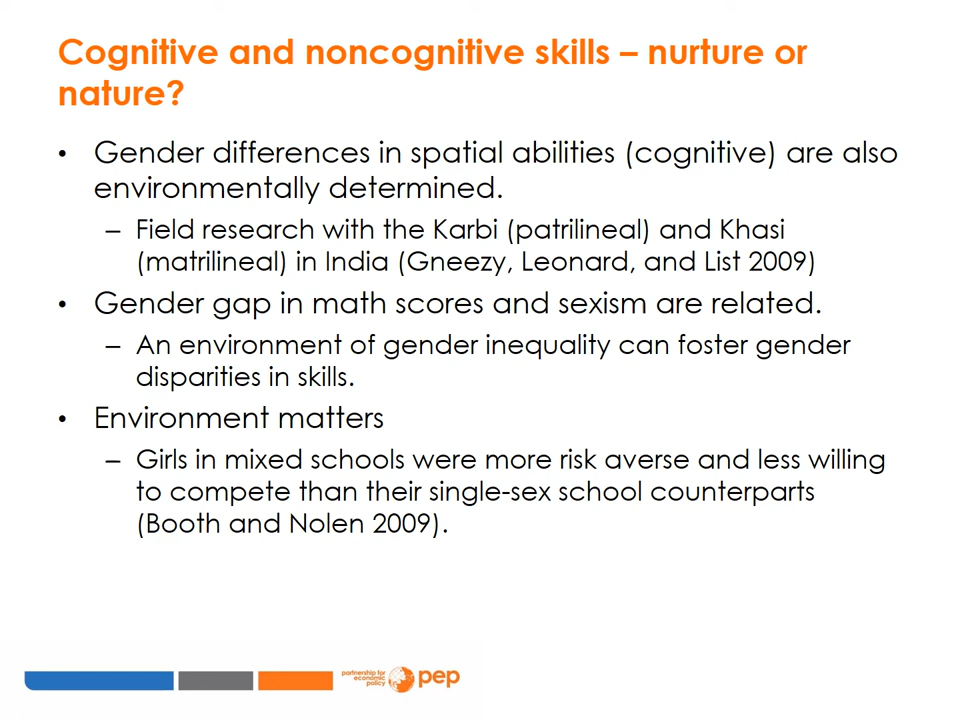 Cognitive and noncognitive skills – nurture or
nature?
• Gender differences in spatial abilities (cognitive) are also
environmentally determined.
– Field research with the Karbi (patrilineal) and Khasi
(matrilineal) in India (Gneezy, Leonard, and List 2009)
• Gender gap in math scores and sexism are related.
– An environment of gender inequality can foster gender
disparities in skills.
• Environment matters
– Girls in mixed schools were more risk averse and less willing
to compete than their single-sex school counterparts
(Booth and Nolen 2009).
partnership for
economic
policy
pep